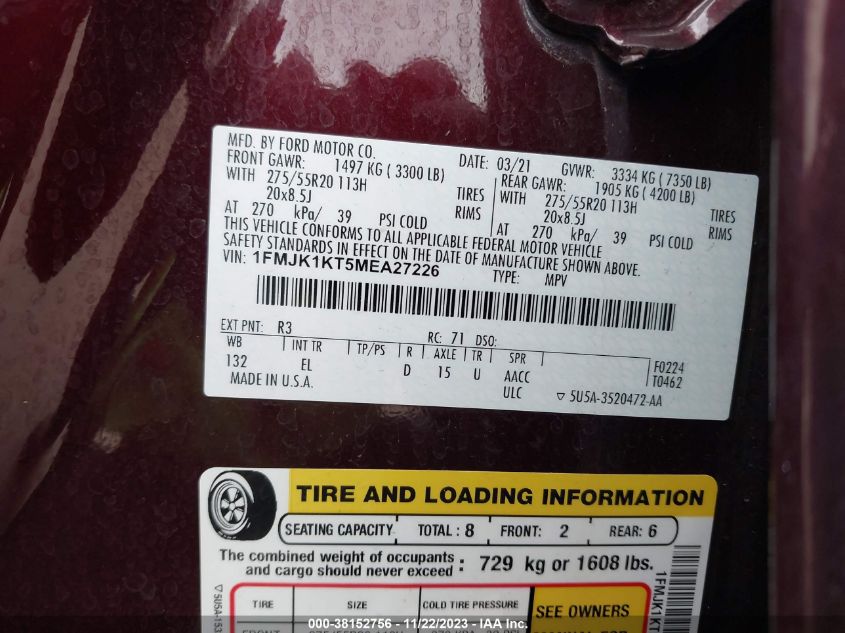 MFD. BY FORD MOTOR CO. DATE: 03/21 GVWR: 3334 KG ( 7350 LB)
FRONT GAWR: 1497 KG ( 3300 LB) REAR GAWR: 1905 KG ( 4200 LB)
WITH 275/55R20 113H TIRES WITH 275/55R20 113H TIRES
20x8.5J RIMS 20x8.5J RIMS
AT 270 kPa/ 39 PSI COLD AT 270 kPa/ 39 PSI COLD
THIS VEHICLE CONFORMS TO ALL APPLICABLE FEDERAL MOTOR VEHICLE
SAFETY STANDARDS IN EFFECT ON THE DATE OF MANUFACTURE SHOWN ABOVE.
VIN: 1FMJK1KT5MEA27226 TYPE: MPV
EXT PNT: R3 RC: 71 DSO:
WB INT TR TP/PS R AXLE TR SPR F0224
132 EL D 15 U AACC T0462
MADE IN U.S.A. ULC 5U5A-3520472-AA
TIRE AND LOADING INFORMATION
SEATING CAPACITY TOTAL : 8 FRONT: 2 REAR: 6
The combined weight of occupants
and cargo should never exceed : 729 kg or 1608 lbs.
TIRE SIZE COLD TIRE PRESSURE SEE OWNERS
1FMJK1KT
5U5A-153
000-38152756 - 11/22/2023 - IAA Inc.